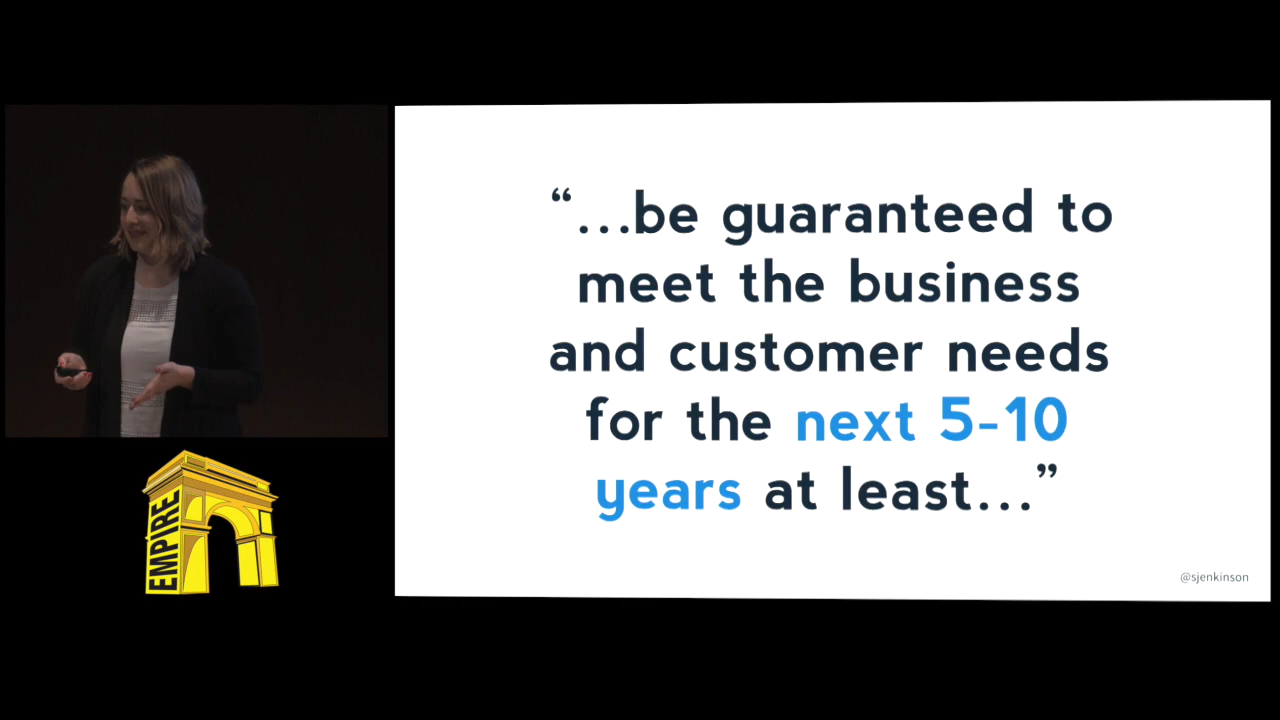 “...be guaranteed to
meet the business
and customer needs
for the next 5-10
years at least...”
@sjenkinson
EMPIRE